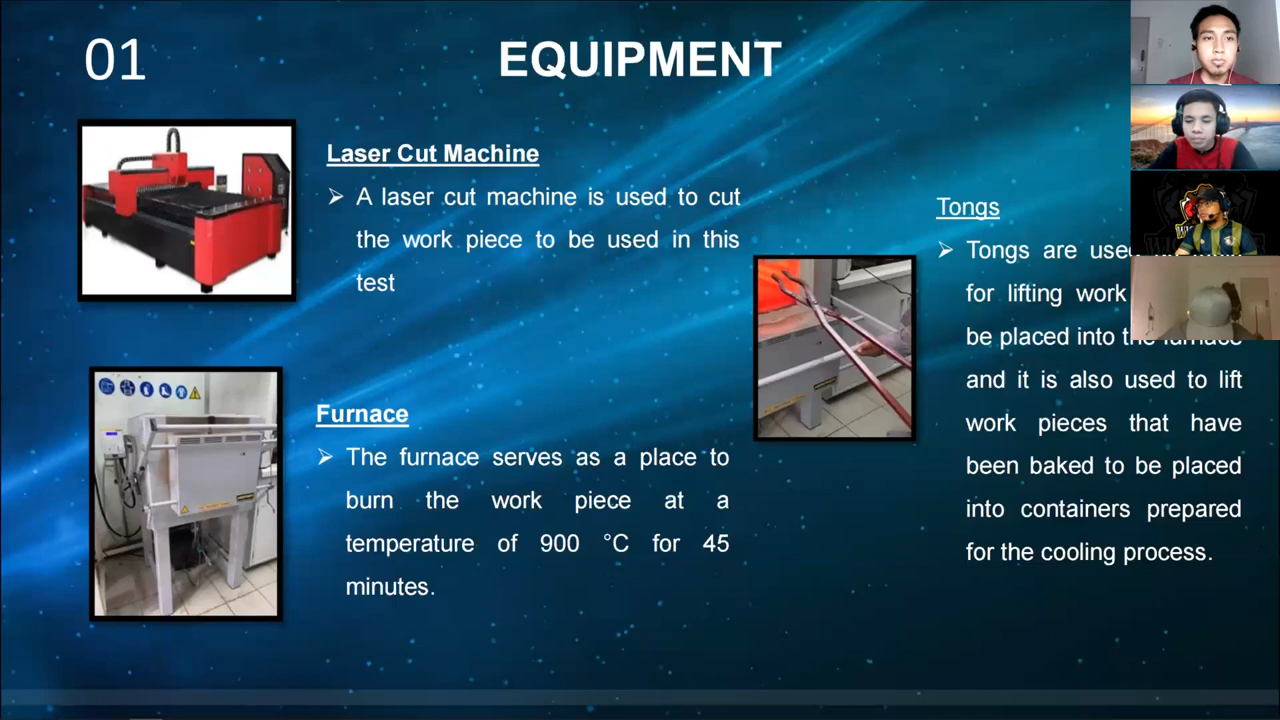 01
EQUIPMENT
Laser Cut Machine
➢ A laser cut machine is used to cut
the work piece to be used in this
test
Furnace
➢ The furnace serves as a place to
burn the work piece at a
temperature of 900 °C for 45
minutes.
Tongs
➢ Tongs are used
for lifting work
be placed into the furnace
and it is also used to lift
work pieces that have
been baked to be placed
into containers prepared
for the cooling process.